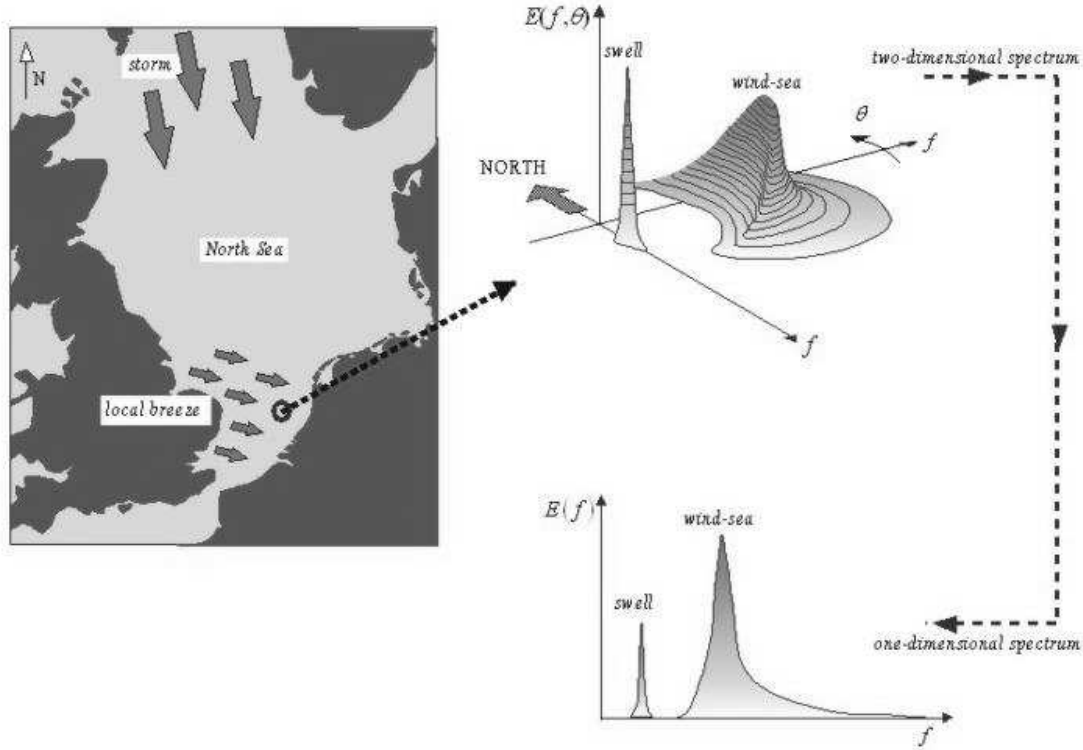 N
storm
North Sea
local breeze
E(f,θ)
swell
wind-sea
two-dimensional spectrum
θ
f
NORTH
f
E(f)
wind-sea
swell
one-dimensional spectrum
f